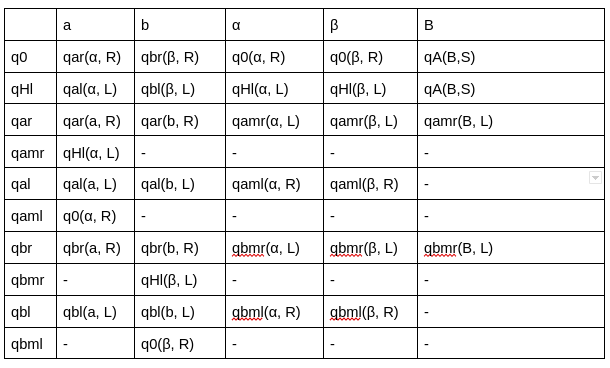 a b α β B
q0 qar(α, R) qbr(β, R) q0(α, R) q0(β, R) qA(B,S)
qHl qal(α, L) qbl(β, L) qHl(α, L) qHl(β, L) qA(B,S)
qar qar(a, R) qar(b, R) qamr(α, L) qamr(β, L) qamr(B, L)
qamr qHl(α, L) - - - -
qal qal(a, L) qal(b, L) qaml(α, R) qaml(β, R) -
qaml q0(α, R) - - - -
qbr qbr(a, R) qbr(b, R) qbmr(α, L) qbmr(β, L) qbmr(B, L)
qbmr - qHl(β, L) - - -
qbl qbl(a, L) qbl(b, L) qbml(α, R) qbml(β, R) -
qbml - q0(β, R) - - -